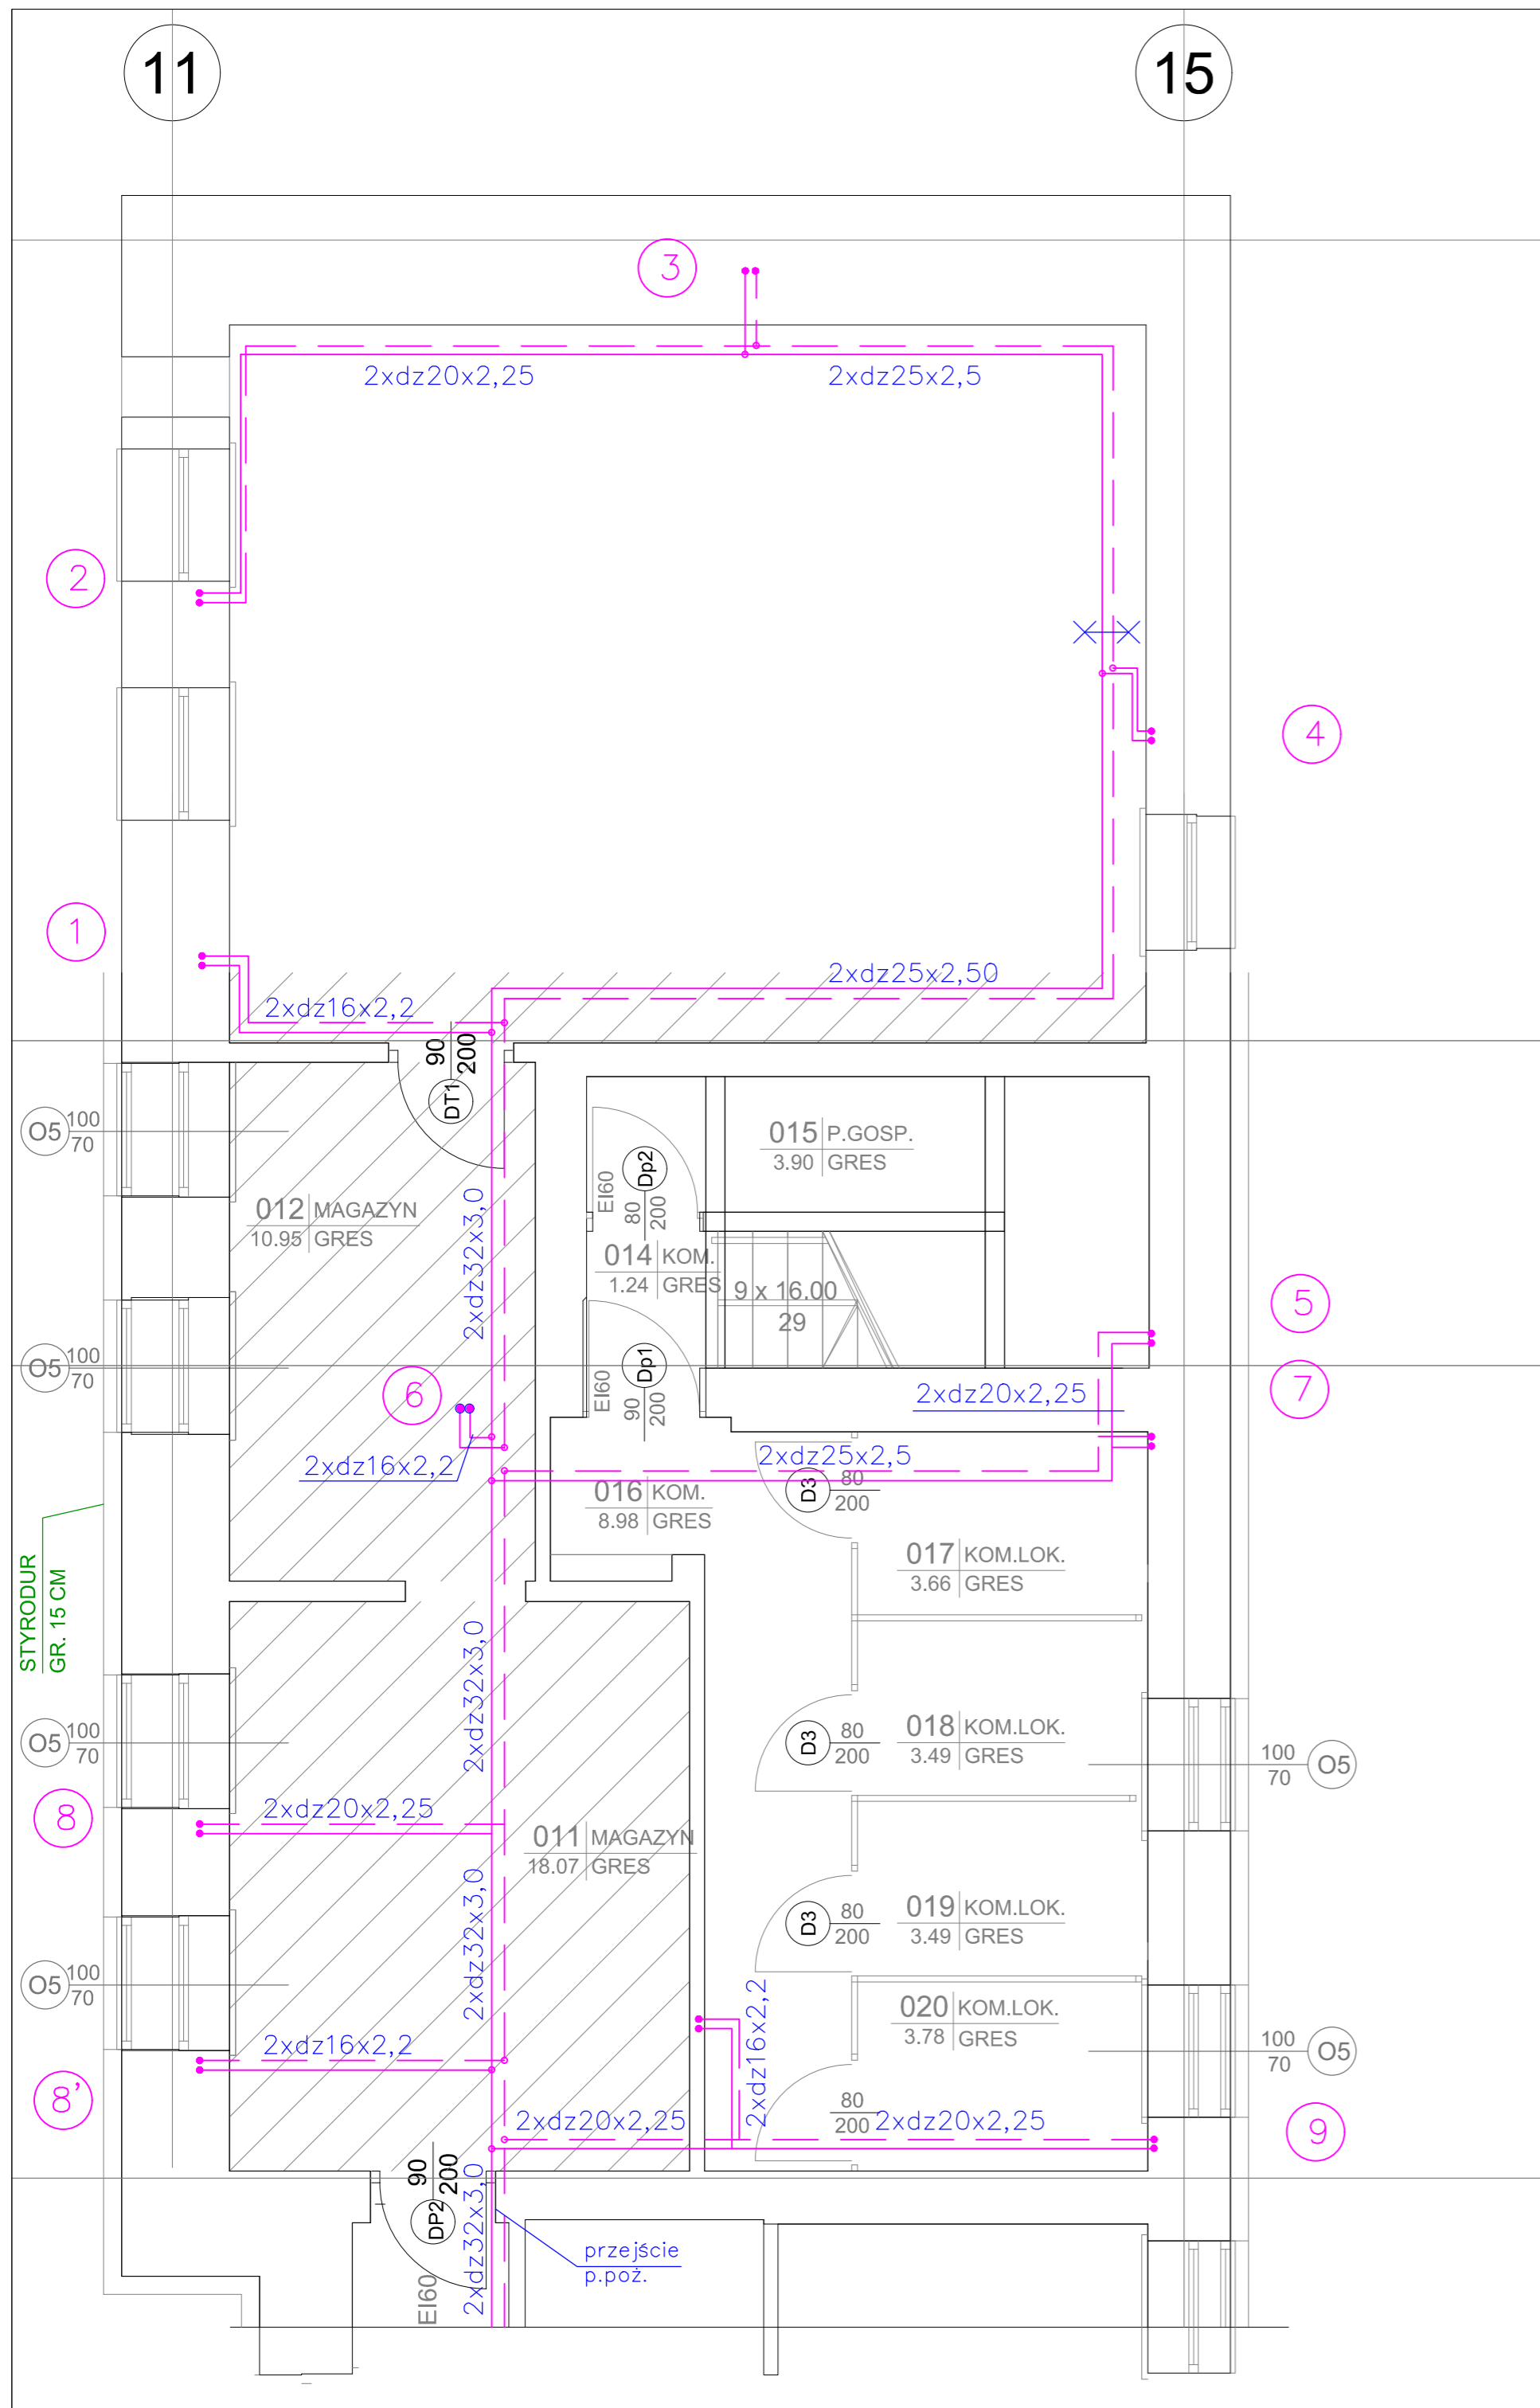 11
15
3
2xdz20x2,25
2xdz25x2,5
2
4
1
2xdz25x2,50
2xdz16x2,2
90
200
DT1
O5
100
70
015 P.GOSP.
3.90 GRES
EI60
80
200
Dp2
012 MAGAZYN
10.95 GRES
2xdz32x3,0
014 KOM.
1.24 GRES
9 x 16.00
29
5
O5
100
70
EI60
90
200
Dp1
6
2xdz20x2,25
7
2xdz16x2,2
2xdz25x2,5
D3
80
200
016 KOM.
8.98 GRES
STYRODUR
GR. 15 CM
017 KOM.LOK.
3.66 GRES
2xdz32x3,0
O5
100
70
D3
80
200
018 KOM.LOK.
3.49 GRES
100
70
O5
8
2xdz20x2,25
011 MAGAZYN
18.07 GRES
2xdz32x3,0
D3
80
200
019 KOM.LOK.
3.49 GRES
O5
100
70
2xdz16x2,2
020 KOM.LOK.
3.78 GRES
100
70
O5
2xdz16x2,2
8'
80
200
2xdz20x2,25
2xdz20x2,25
9
90
200
DP2
EI60
2xdz32x3,0
przejście
p.poż.